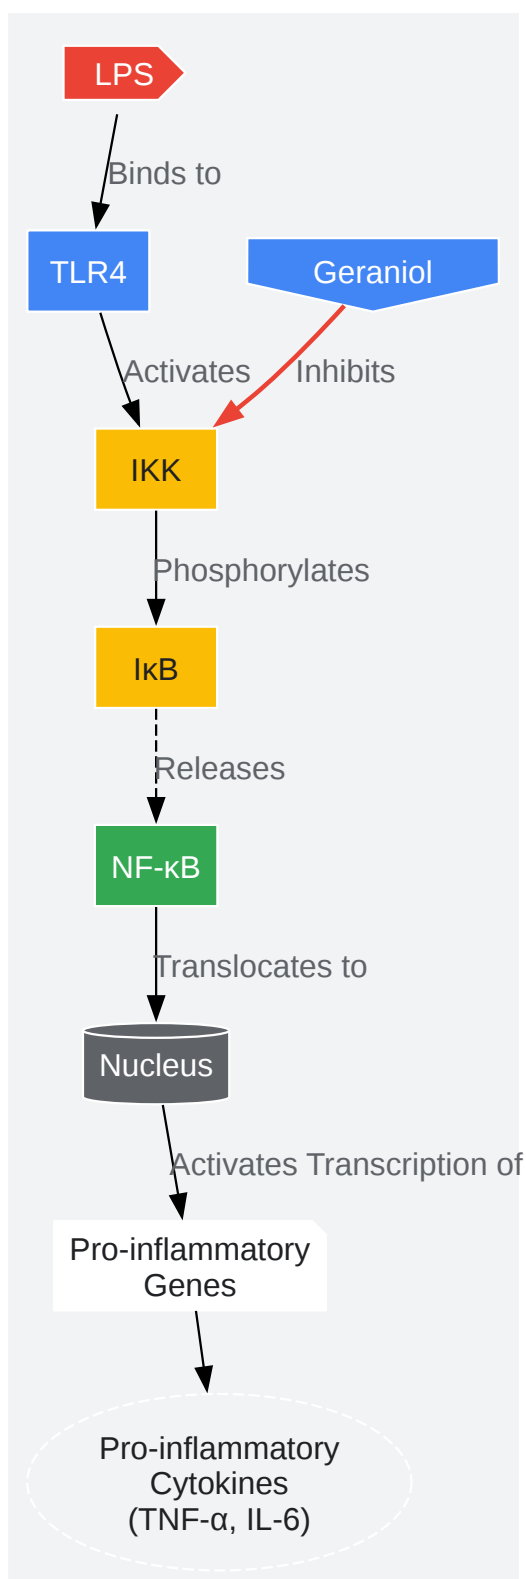 LPS
Binds to
TLR4
Geraniol
Activates
Inhibits
IKK
Phosphorylates
IκB
Releases
NF-κB
Translocates to
Nucleus
Activates Transcription of
Pro-inflammatory
Genes
Pro-inflammatory
Cytokines
(TNF-α, IL-6)